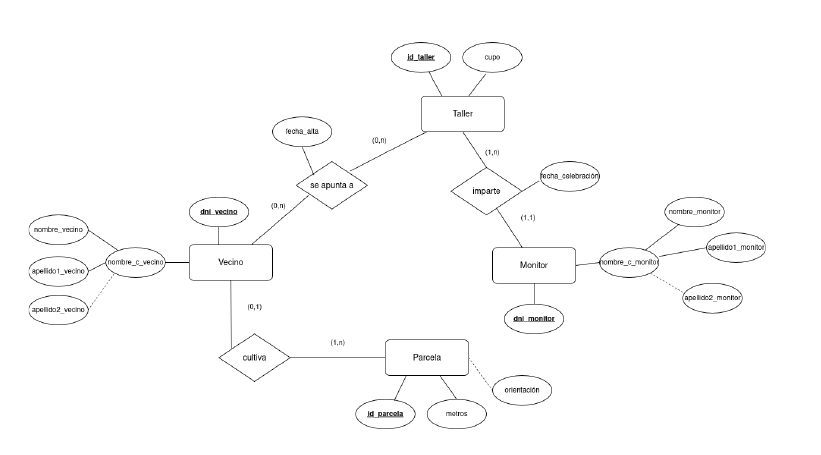 id_taller
cupo
Taller
fecha_alta
(0,n)
(1,n)
se apunta a
imparte
fecha_celebración
(0,n)
dni_vecino
(1,1)
nombre_monitor
nombre_vecino
apellido1_monitor
nombre_c_vecino
Vecino
Monitor
nombre_c_monitor
apellido1_vecino
apellido2_monitor
apellido2_vecino
(0,1)
dni_monitor
(1,n)
cultiva
Parcela
orientación
id_parcela
metros